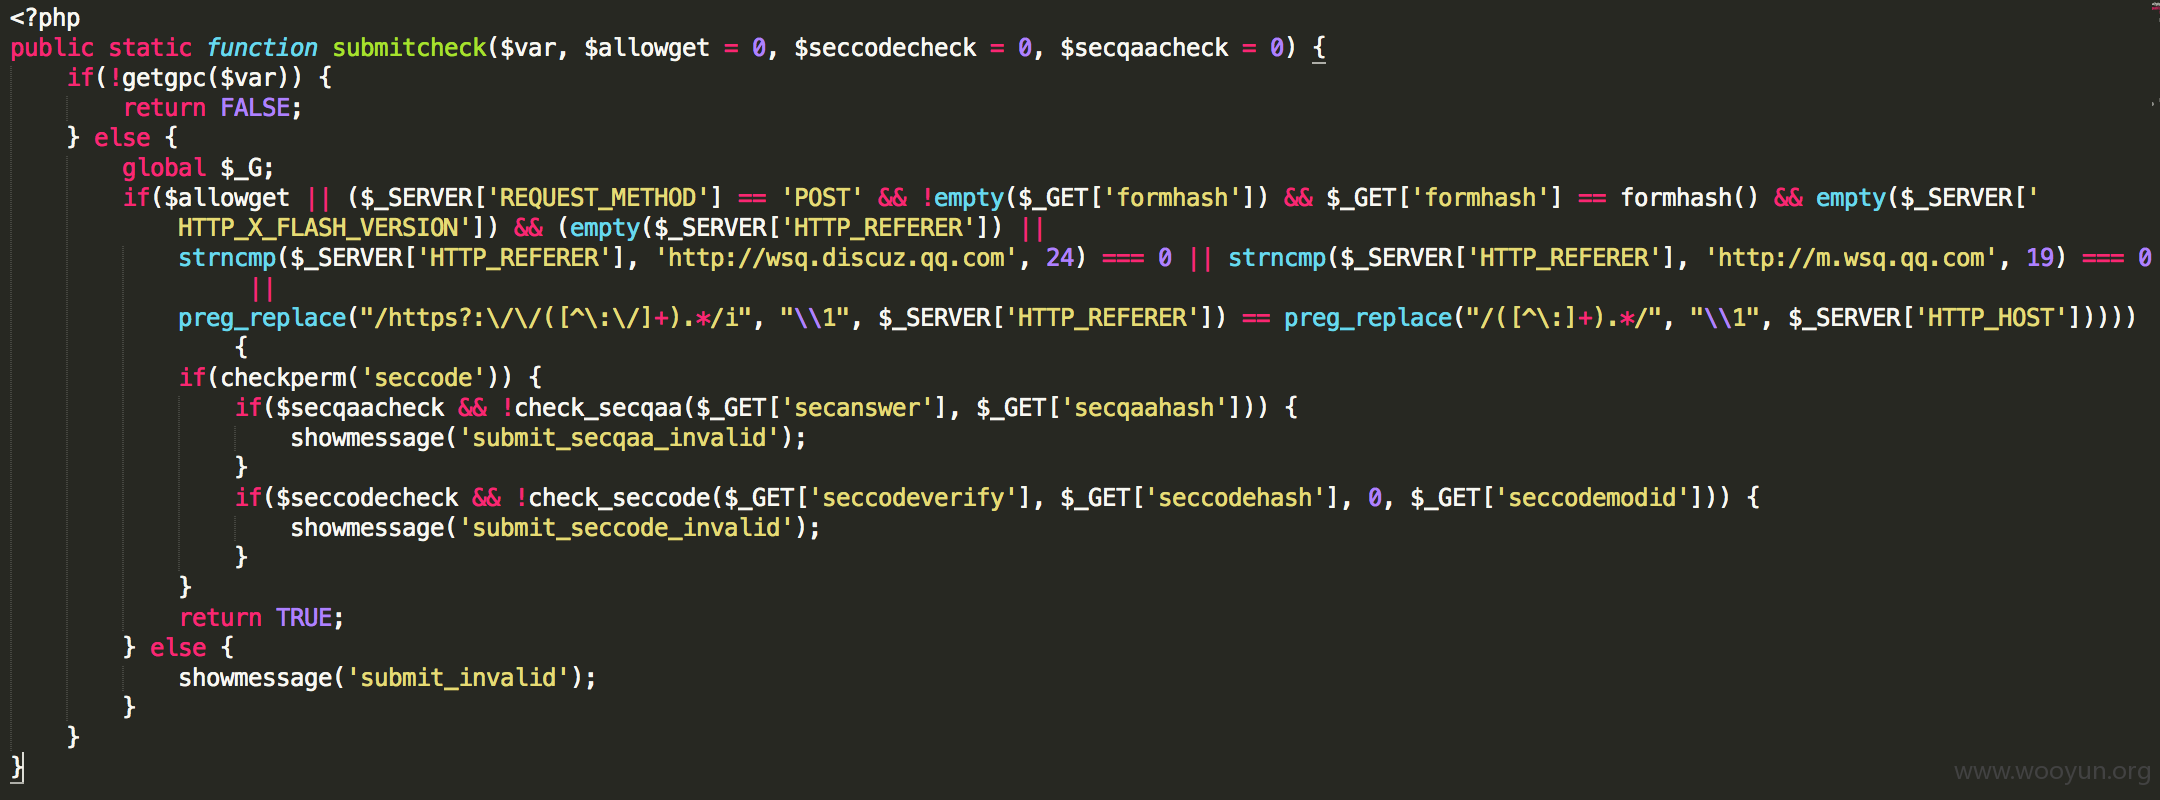 <?php
public static function submitcheck($var, $allowget = 0, $seccodecheck = 0, $secqaacheck = 0) {
if(!getgpc($var)) {
return FALSE;
} else {
global $_G;
if($allowget || ($_SERVER['REQUEST_METHOD'] == 'POST' && !empty($_GET['formhash']) && $_GET['formhash'] == formhash() && empty($_SERVER['
HTTP_X_FLASH_VERSION']) && (empty($_SERVER['HTTP_REFERER']) ||
strncmp($_SERVER['HTTP_REFERER'], 'http://wsq.discuz.qq.com', 24) === 0 || strncmp($_SERVER['HTTP_REFERER'], 'http://m.wsq.qq.com', 19) === 0
||
preg_replace("/https?:\/\/([^\:\/]+).*/i", "\\1", $_SERVER['HTTP_REFERER']) == preg_replace("/([^\:]+).*/", "\\1", $_SERVER['HTTP_HOST']))))
{
if(checkperm('seccode')) {
if($secqaacheck && !check_secqaa($_GET['secanswer'], $_GET['secqaahash'])) {
showmessage('submit_secqaa_invalid');
}
if($seccodecheck && !check_seccode($_GET['seccodeverify'], $_GET['seccodehash'], 0, $_GET['seccodemodid'])) {
showmessage('submit_seccode_invalid');
}
}
return TRUE;
} else {
showmessage('submit_invalid');
}
}
}
www.wooyun.org